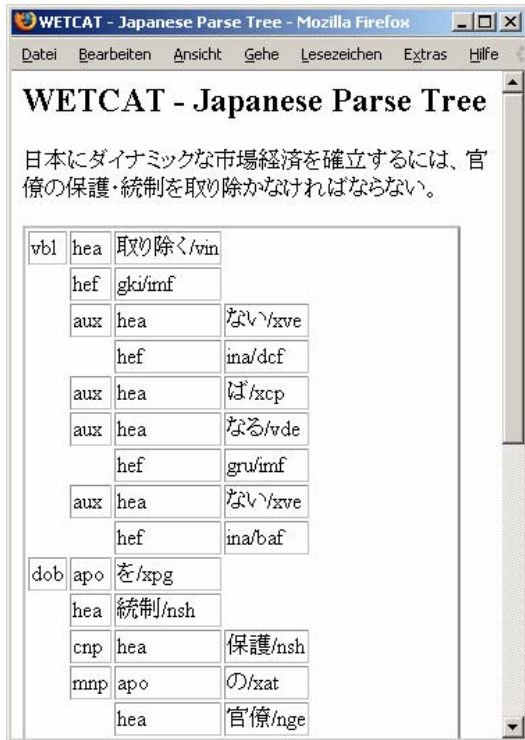 WETCAT - Japanese Parse Tree - Mozilla Firefox
Datei Bearbeiten Ansicht Gehe Lesezeichen Extras Hilfe
WETCAT - Japanese Parse Tree
日本にダイナミックな市場経済を確立するには、官
僚の保護・統制を取り除かなければならない。
vbl hea 取り除く/vin
hef gki/imf
aux hea ない/xve
hef ina/dcf
aux hea ば/xcp
aux hea なる/vde
hef gru/imf
aux hea ない/xve
hef ina/baf
dob apo を/xpg
hea 統制/nsh
cnp hea 保護/nsh
mnp apo の/xat
hea 官僚/nge